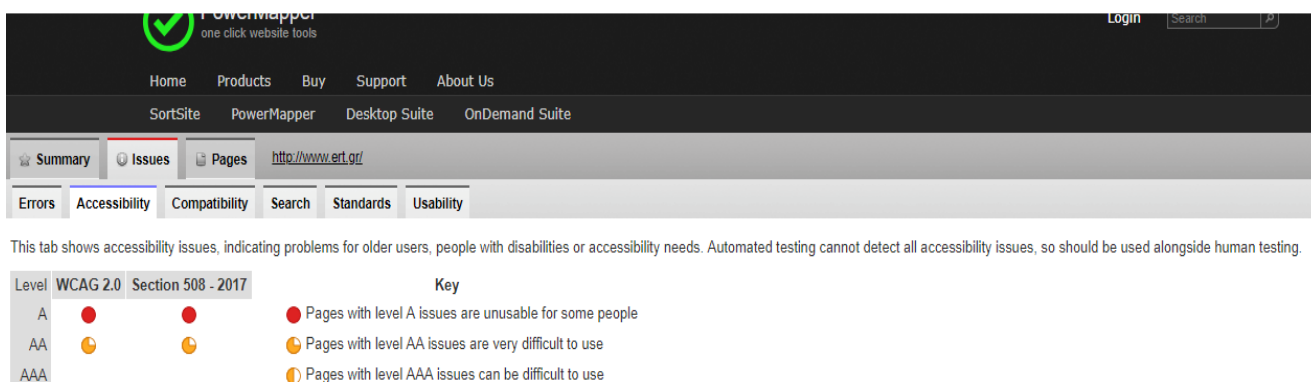 PowerMapper
one click website tools
Login Search
Home Products Buy Support About Us
SortSite PowerMapper Desktop Suite OnDemand Suite
Summary Issues Pages http://www.ert.gr/
Errors Accessibility Compatibility Search Standards Usability
This tab shows accessibility issues, indicating problems for older users, people with disabilities or accessibility needs. Automated testing cannot detect all accessibility issues, so should be used alongside human testing.
Level WCAG 2.0 Section 508 - 2017 Key
A Pages with level A issues are unusable for some people
AA Pages with level AA issues are very difficult to use
AAA Pages with level AAA issues can be difficult to use